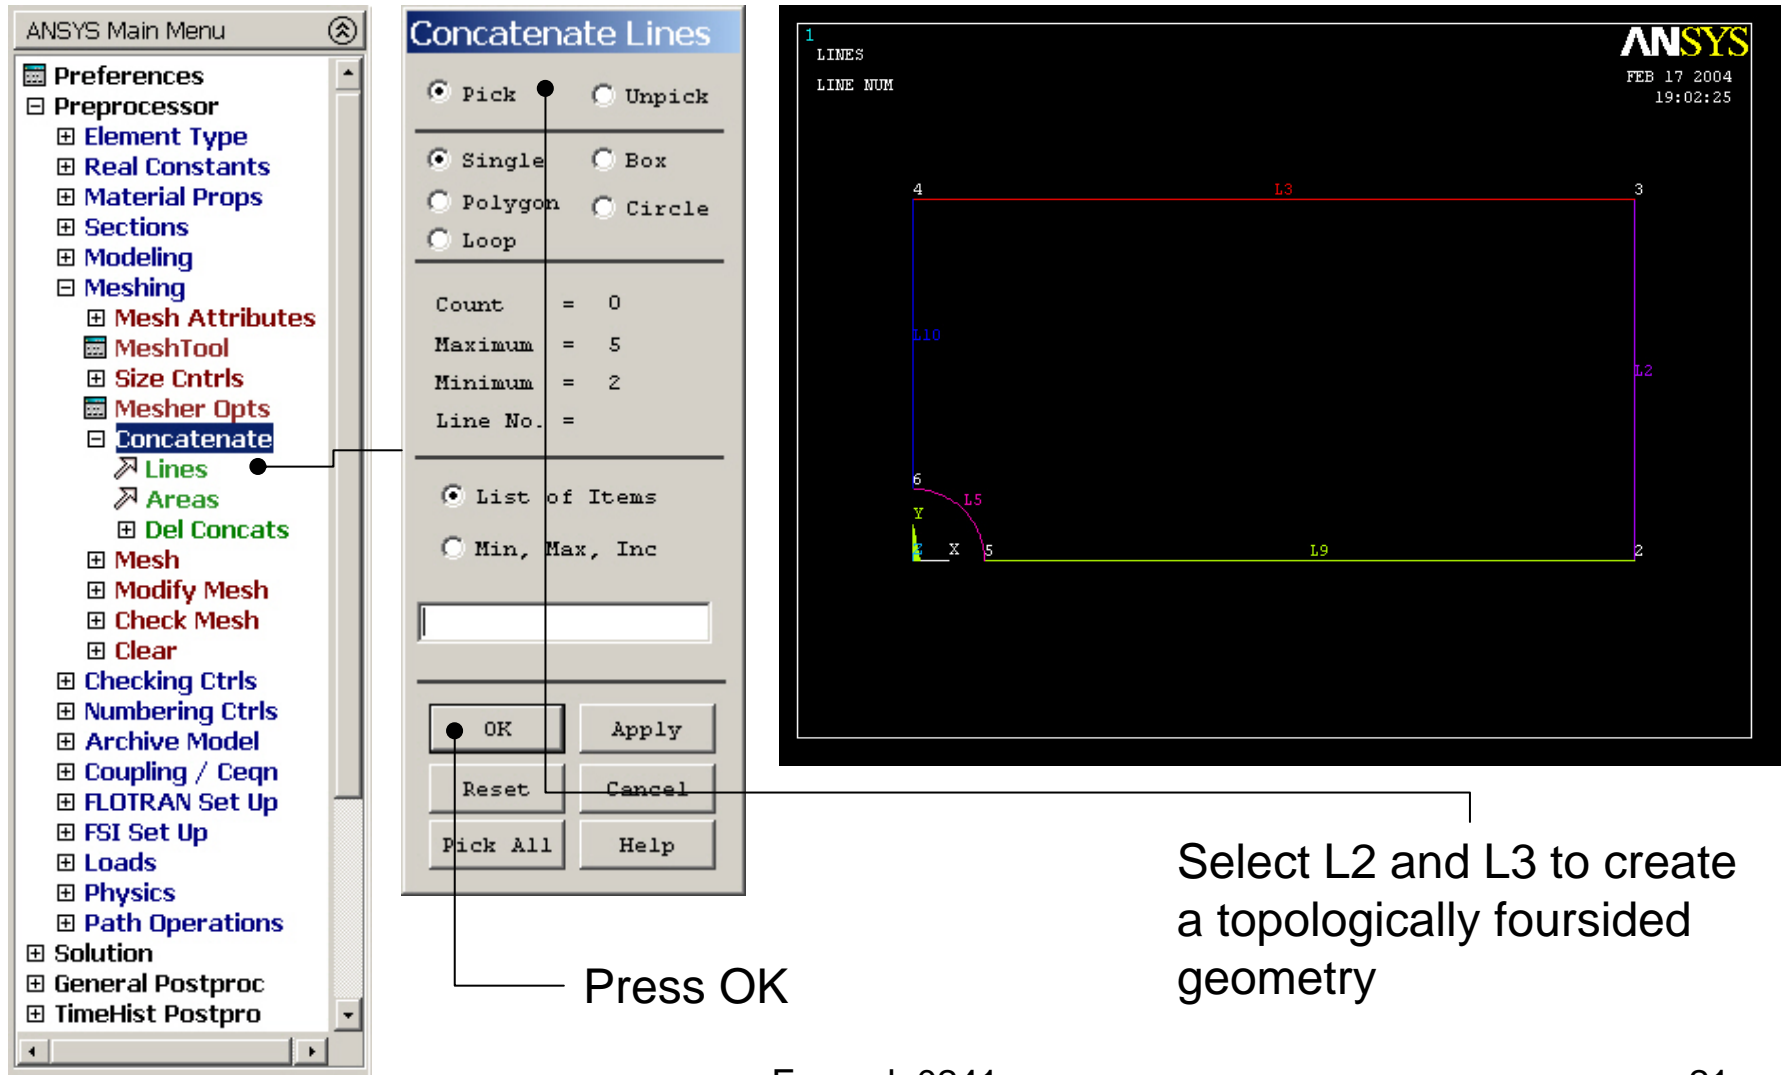 ANSYS Main Menu
Preferences
Preprocessor
Element Type
Real Constants
Material Props
Sections
Modeling
Meshing
Mesh Attributes
MeshTool
Size Cntrls
Mesher Opts
Concatenate
Lines
Areas
Del Concats
Mesh
Modify Mesh
Check Mesh
Clear
Checking Ctrls
Numbering Ctrls
Archive Model
Coupling / Ceqn
FLOTRAN Set Up
FSI Set Up
Loads
Physics
Path Operations
Solution
General Postproc
TimeHist Postpro
Concatenate Lines
Pick Unpick
Single Box
Polygon Circle
Loop
Count = 0
Maximum = 5
Minimum = 2
Line No. =
List of Items
Min, Max, Inc
OK Apply
Reset Cancel
Pick All Help
1
LINES
LINE NUM
ANSYS
FEB 17 2004
19:02:25
4 L3 3
L10
L2
6
L5
Y
Z X 5 L9 2
Select L2 and L3 to create
a topologically foursided
geometry
Press OK